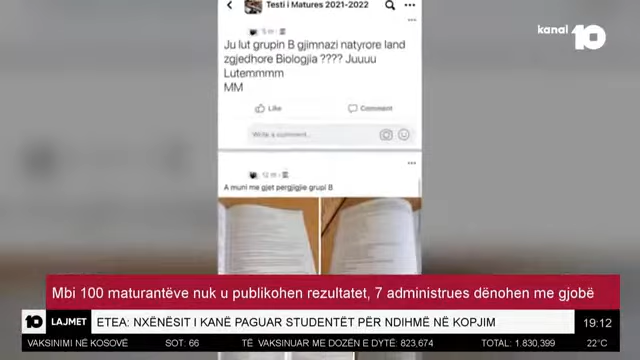 Testi i Matures 2021-2022
kanal 10
5 m
Ju lut grupin B gjimnazi natyrore land
zgjedhore Biologjia ???? Juuuu
Lutemmmm
MM
Like Comment
Write a comment...
12 m
A muni me gjet pergjigjie grupi B
Mbi 100 maturantëve nuk u publikohen rezultatet, 7 administrues dënohen me gjobë
10 LAJMET ETEA: NXËNËSIT I KANË PAGUAR STUDENTËT PËR NDIHMË NË KOPJIM 19:12
VAKSINIMI NË KOSOVË SOT: 66 TË VAKSINUAR ME DOZËN E DYTË: 823,674 TOTAL: 1,830,399 22°C